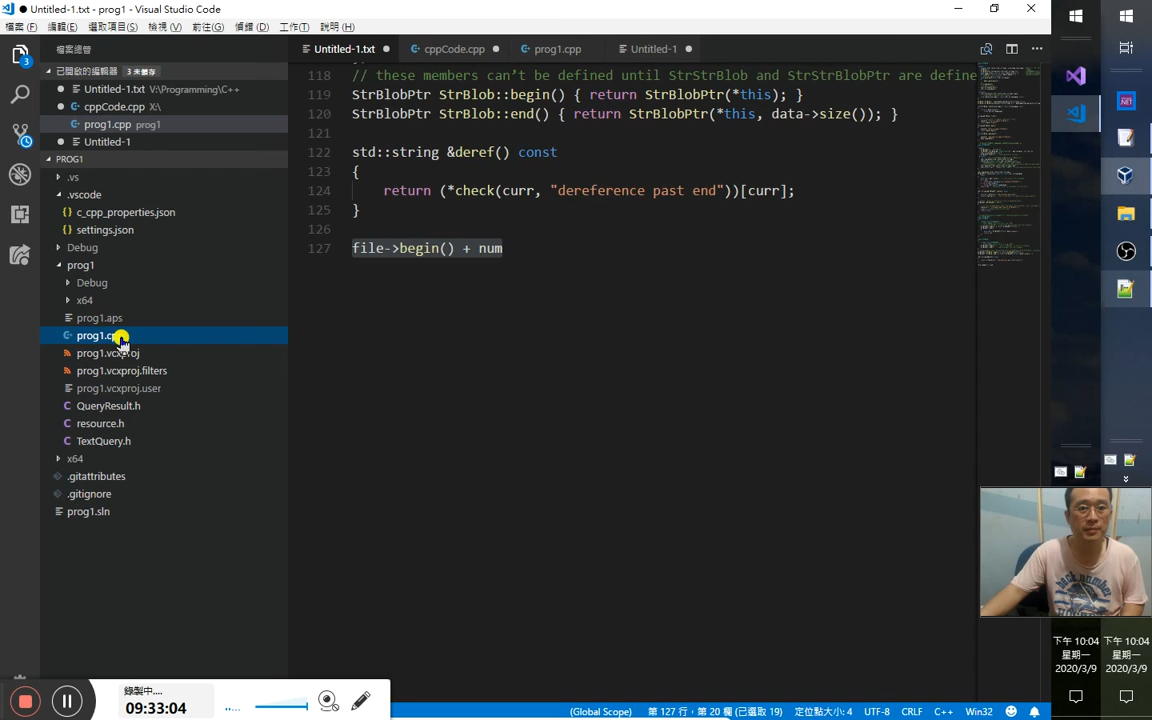 ● Untitled-1.txt - prog1 - Visual Studio Code
檔案 (F) 編輯(E) 選取項目(S) 檢視 (V) 前往(G) 偵錯 (D) 工作(T) 說明 (H)
檔案總管
Untitled-1.txt ● cppCode.cpp ● prog1.cpp Untitled-1 ●
已開啟的編輯器 3 未儲存
● Untitled-1.txt V:\Programming\C++
● cppCode.cpp X:\
prog1.cpp prog1
● Untitled-1
PROG1
.vs
.vscode
{} c_cpp_properties.json
{} settings.json
Debug
prog1
Debug
x64
prog1.aps
prog1.vcxproj
prog1.vcxproj.filters
prog1.vcxproj.user
C QueryResult.h
C resource.h
C TextQuery.h
x64
.gitattributes
.gitignore
prog1.sln
118 // these members can't be defined until StrStrBlob and StrStrBlobPtr are define
119 StrBlobPtr StrBlob::begin() { return StrBlobPtr(*this); }
120 StrBlobPtr StrBlob::end() { return StrBlobPtr(*this, data->size()); }
121
122 std::string &deref() const
123 {
124 return (*check(curr, "dereference past end"))[curr];
125 }
126
127 file->begin() + num
錄製中....
09:33:04
(Global Scope) 第 127 行，第 20 欄 (已選取 19) 定位點大小: 4 UTF-8 CRLF C++ Win32
下午 10:04
星期一
2020/3/9
下午 10:04
星期一
2020/3/9